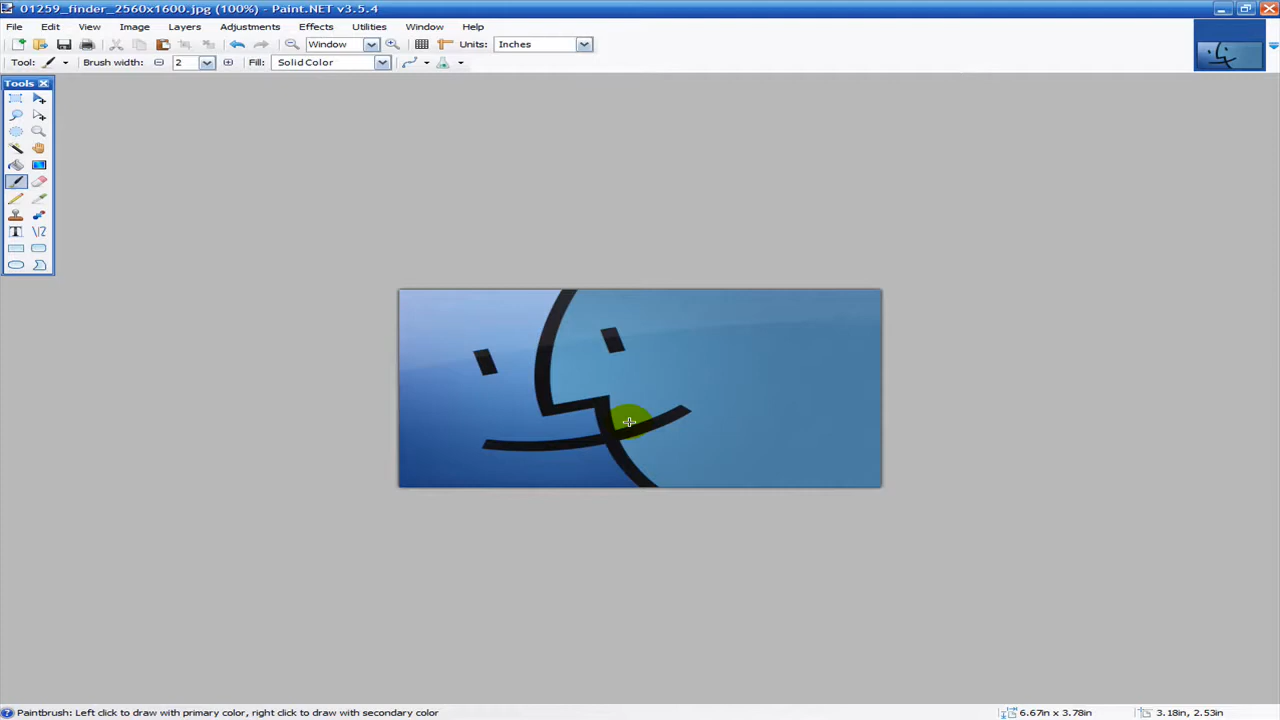 01259_finder_2560x1600.jpg (100%) - Paint.NET v3.5.4
File Edit View Image Layers Adjustments Effects Utilities Window Help
Window Units: Inches
Tool: Brush width: 2 Fill: Solid Color
Tools
Paintbrush: Left click to draw with primary color, right click to draw with secondary color 6.67in x 3.78in 3.18in, 2.53in